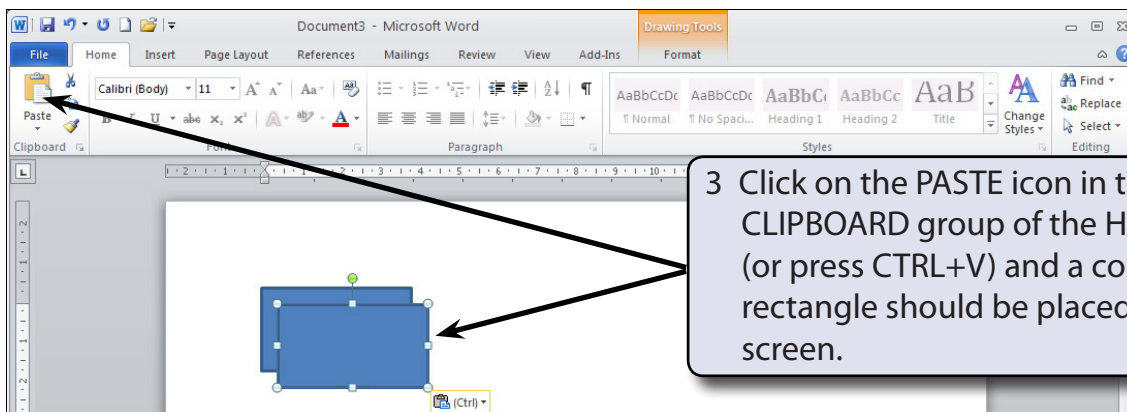 Document3 - Microsoft Word
Drawing Tools
File Home Insert Page Layout References Mailings Review View Add-Ins Format
Calibri (Body) 11
Paste
AaBbCcDc AaBbCcDc AaBbC AaBbCc AaB
¶ Normal ¶ No Spaci... Heading 1 Heading 2 Title
Change Styles
Find
Replace
Select
Clipboard Paragraph Styles Editing
3 Click on the PASTE icon in t
CLIPBOARD group of the H
(or press CTRL+V) and a co
rectangle should be placed
screen.
(Ctrl)